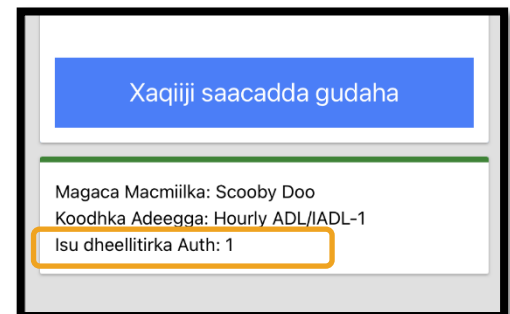 Xaqiiji saacadda gudaha
Magaca Macmiilka: Scooby Doo
Koodhka Adeegga: Hourly ADL/IADL-1
Isu dheellitirka Auth: 1